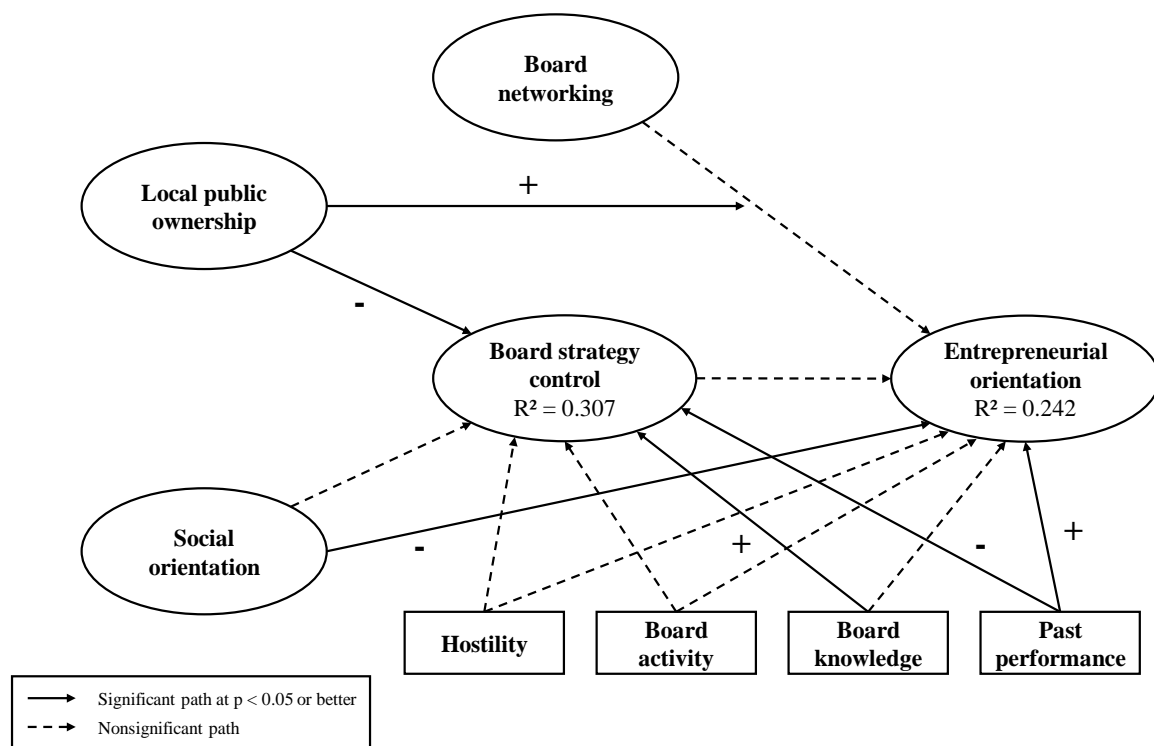 Board
networking
Local public
ownership
+
-
Board strategy
control
R² = 0.307
Entrepreneurial
orientation
R² = 0.242
Social
orientation
-
+
-
+
Hostility
Board
activity
Board
knowledge
Past
performance
Significant path at p < 0.05 or better
Nonsignificant path